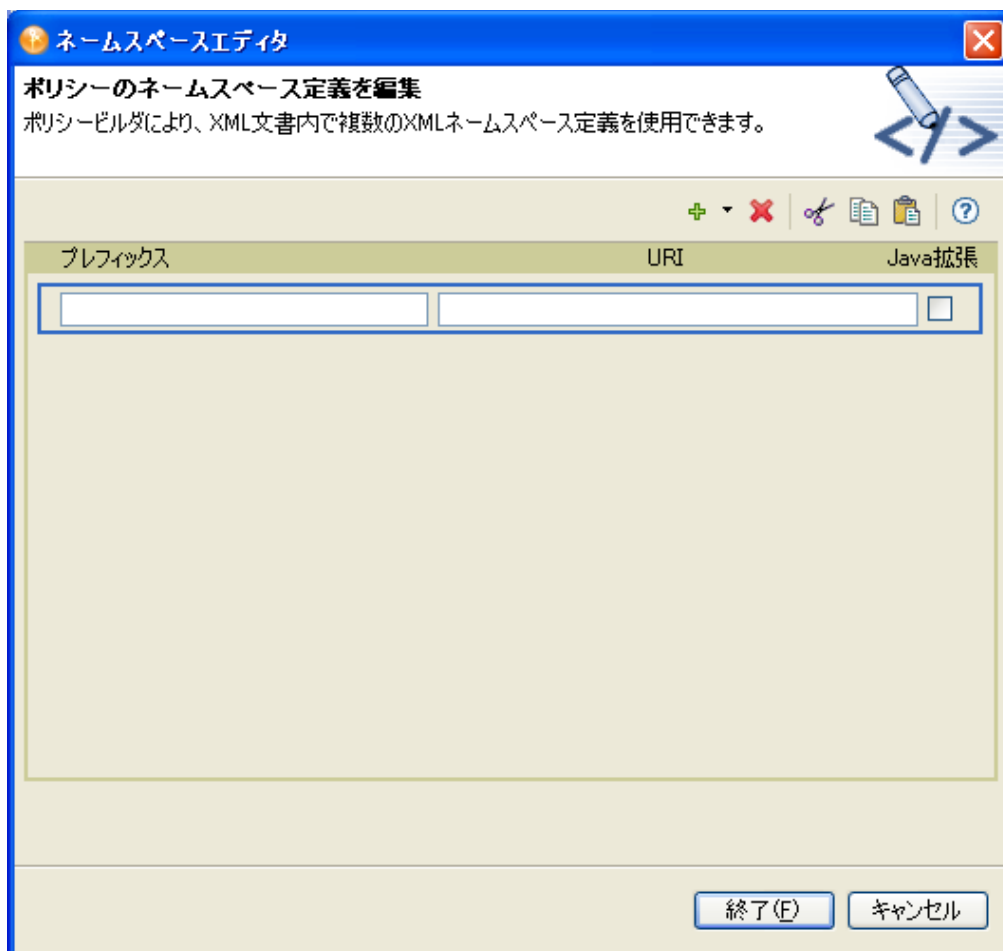 ネームスペースエディタ
ポリシーのネームスペース定義を編集
ポリシービルダにより、XML文書内で複数のXMLネームスペース定義を使用できます。
プレフィックス URI Java拡張
終了(F) キャンセル